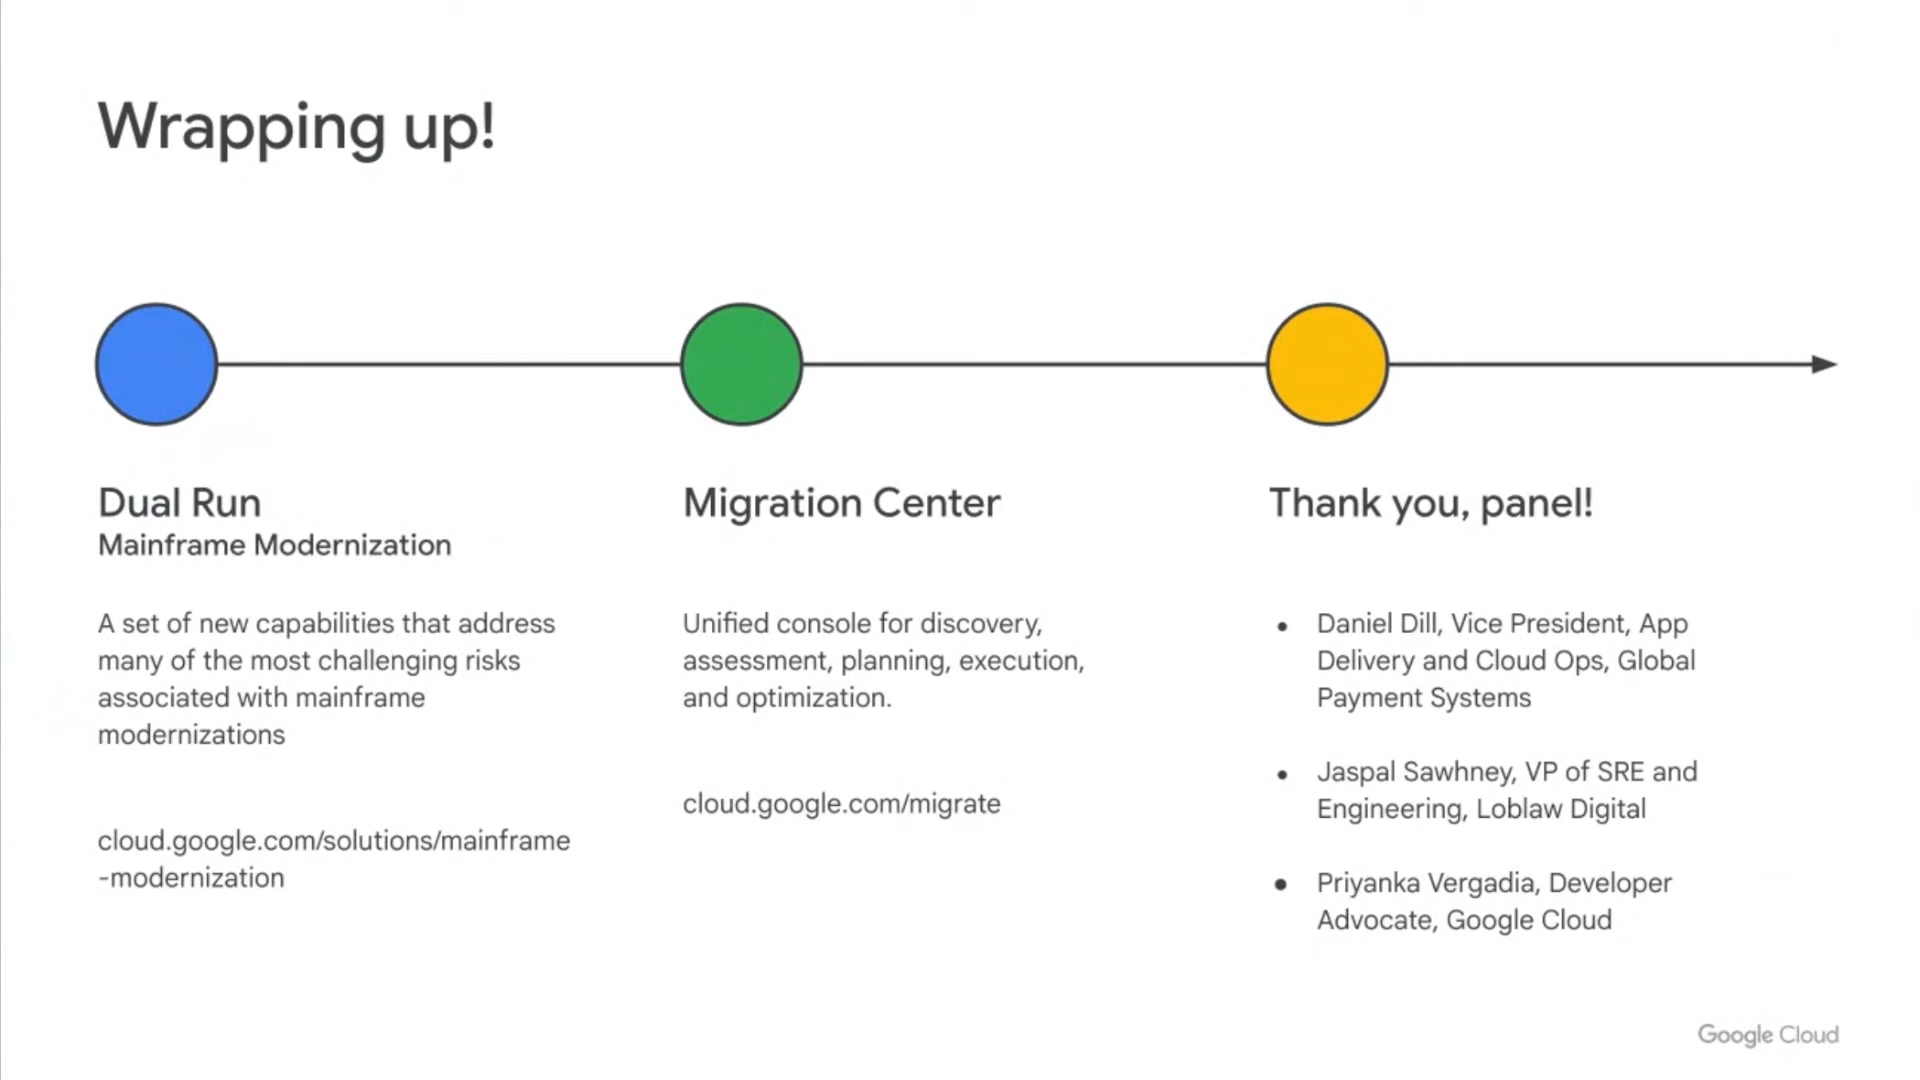 Wrapping up!
Dual Run
Mainframe Modernization
A set of new capabilities that address
many of the most challenging risks
associated with mainframe
modernizations
cloud.google.com/solutions/mainframe
-modernization
Migration Center
Unified console for discovery,
assessment, planning, execution,
and optimization.
cloud.google.com/migrate
Thank you, panel!
● Daniel Dill, Vice President, App
Delivery and Cloud Ops, Global
Payment Systems
● Jaspal Sawhney, VP of SRE and
Engineering, Loblaw Digital
● Priyanka Vergadia, Developer
Advocate, Google Cloud
Google Cloud